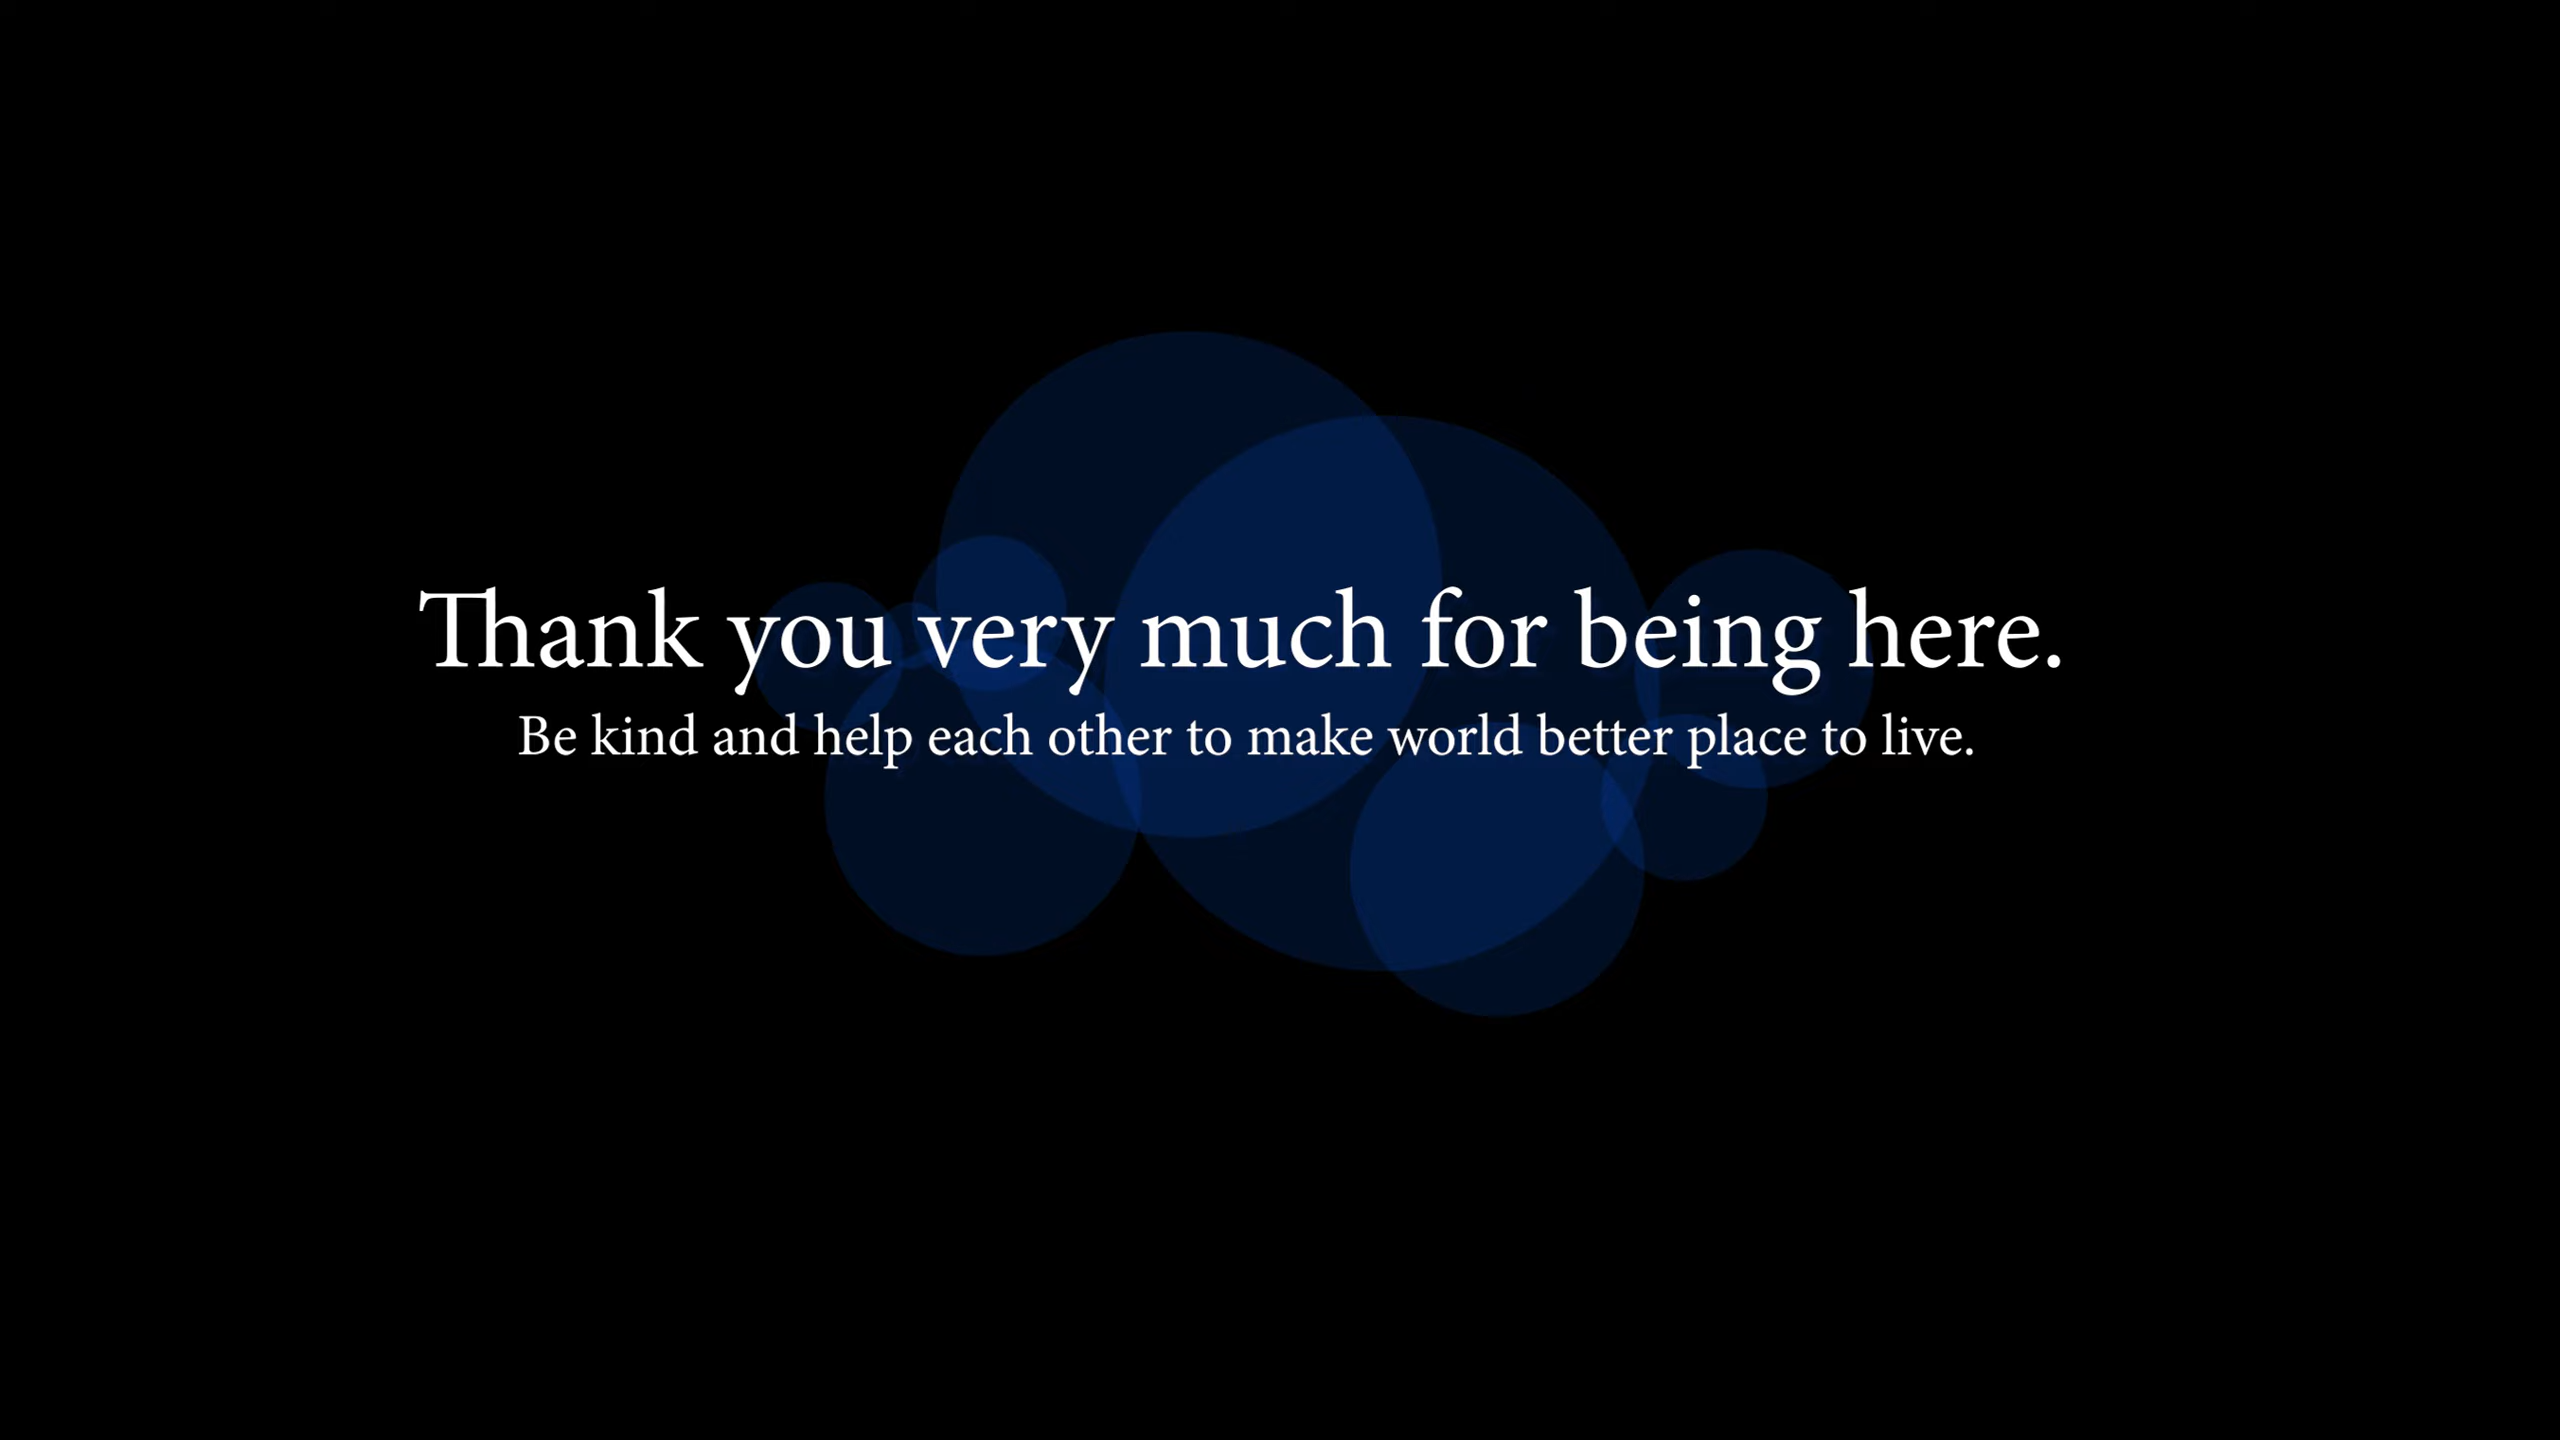 Thank you very much for being here.
Be kind and help each other to make world better place to live.